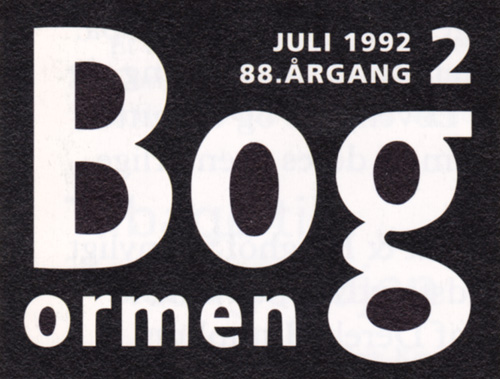 JULI 1992
88.ÅRGANG 2
Bog
ormen